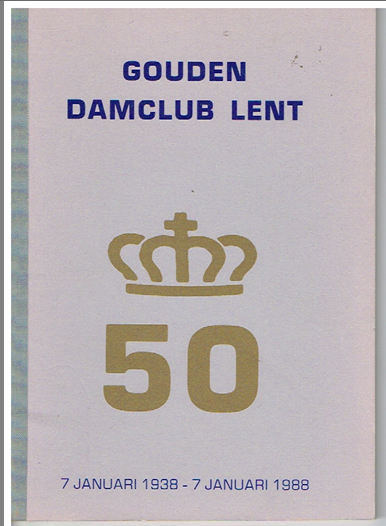 GOUDEN
DAMCLUB LENT
50
7 JANUARI 1938 - 7 JANUARI 1988